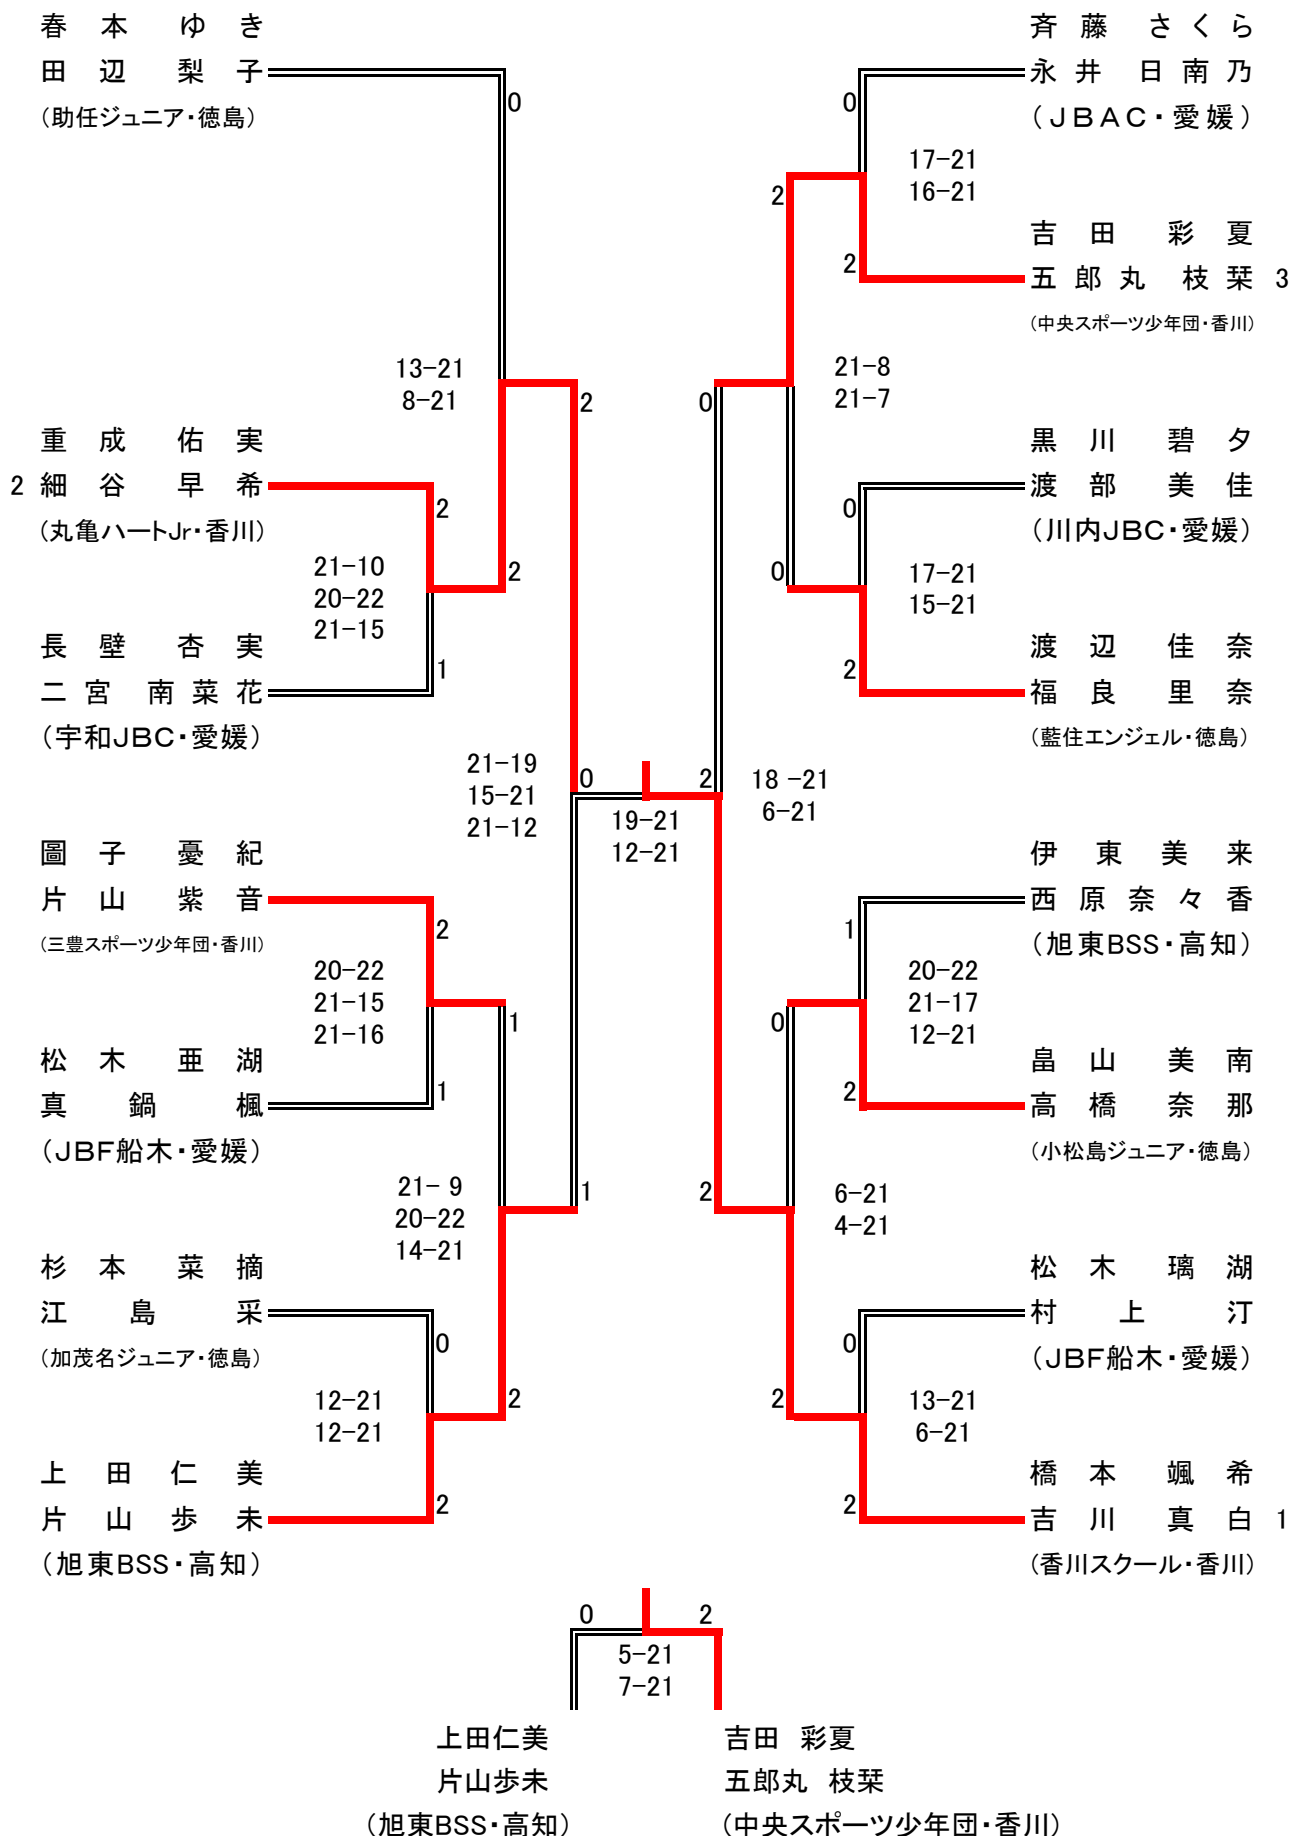 春本 ゆき
田辺 梨子
(助任ジュニア・徳島)
0
13-21
8-21
2
重成 佑実
2 細谷 早希
(丸亀ハートJr・香川)
2
21-10
20-22
21-15
2
長壁 杏実
二宮 南菜花
(宇和JBC・愛媛)
1
21-19
15-21
21-12
0
圖子 憂紀
片山 紫音
(三豊スポーツ少年団・香川)
2
20-22
21-15
21-16
1
松木 亜湖
真鍋 楓
(JBF船木・愛媛)
1
21- 9
20-22
14-21
1
杉本 菜摘
江島 采
(加茂名ジュニア・徳島)
0
12-21
12-21
2
上田 仁美
片山 歩未
(旭東BSS・高知)
2
19-21
12-21
斉藤 さくら
永井 日南乃
(JBAC・愛媛)
0
17-21
16-21
2
吉田 彩夏
五郎丸 枝栞 3
(中央スポーツ少年団・香川)
2
21-8
21-7
0
黒川 碧夕
渡部 美佳
(川内JBC・愛媛)
0
17-21
15-21
0
渡辺 佳奈
福良 里奈
(藍住エンジェル・徳島)
2
2
18 -21
6-21
伊東 美来
西原 奈々香
(旭東BSS・高知)
1
20-22
21-17
12-21
0
畠山 美南
高橋 奈那
(小松島ジュニア・徳島)
2
2
6-21
4-21
松木 璃湖
村上 汀
(JBF船木・愛媛)
0
13-21
6-21
2
橋本 颯希
吉川 真白 1
(香川スクール・香川)
2
0
2
5-21
7-21
上田仁美
片山歩未
(旭東BSS・高知)
吉田 彩夏
五郎丸 枝栞
(中央スポーツ少年団・香川)